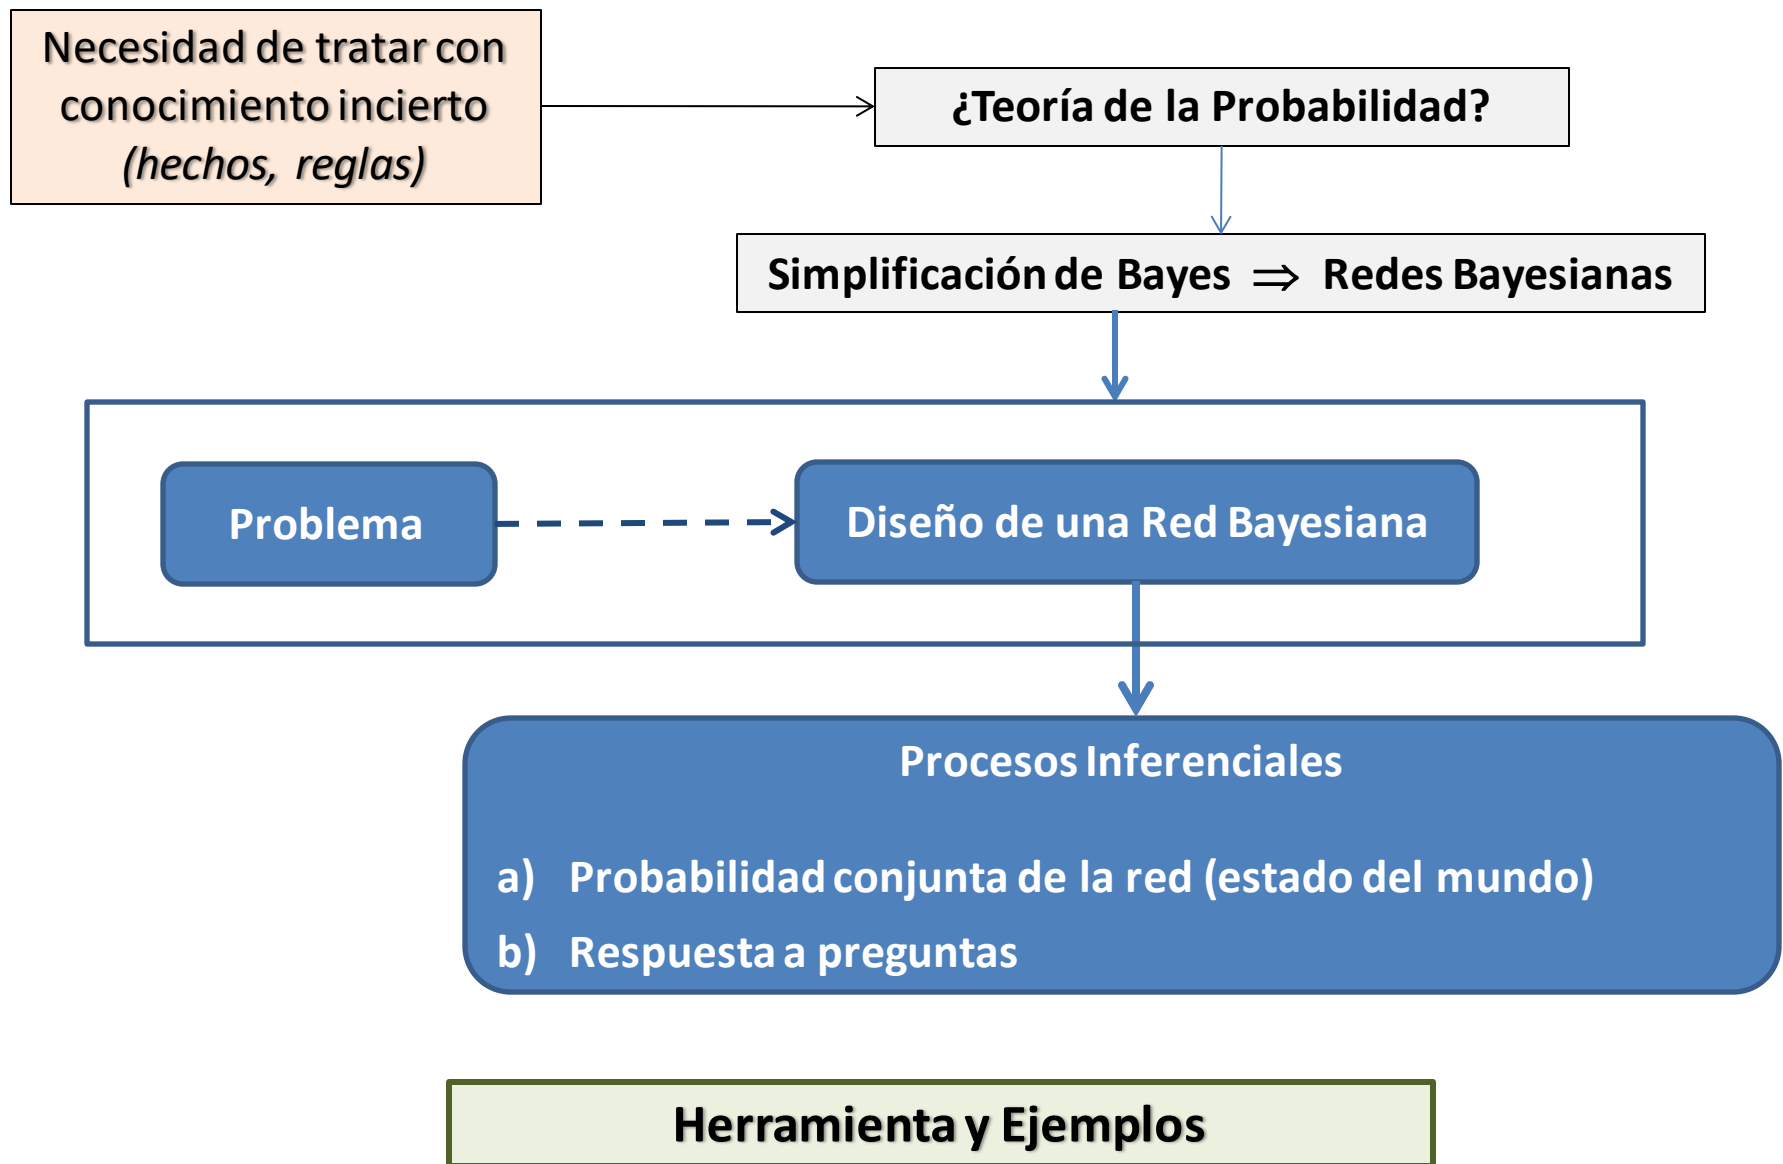 Necesidad de tratar con
conocimiento incierto
(hechos, reglas)
¿Teoría de la Probabilidad?
Simplificación de Bayes ⇒ Redes Bayesianas
Problema
Diseño de una Red Bayesiana
Procesos Inferenciales
a) Probabilidad conjunta de la red (estado del mundo)
b) Respuesta a preguntas
Herramienta y Ejemplos